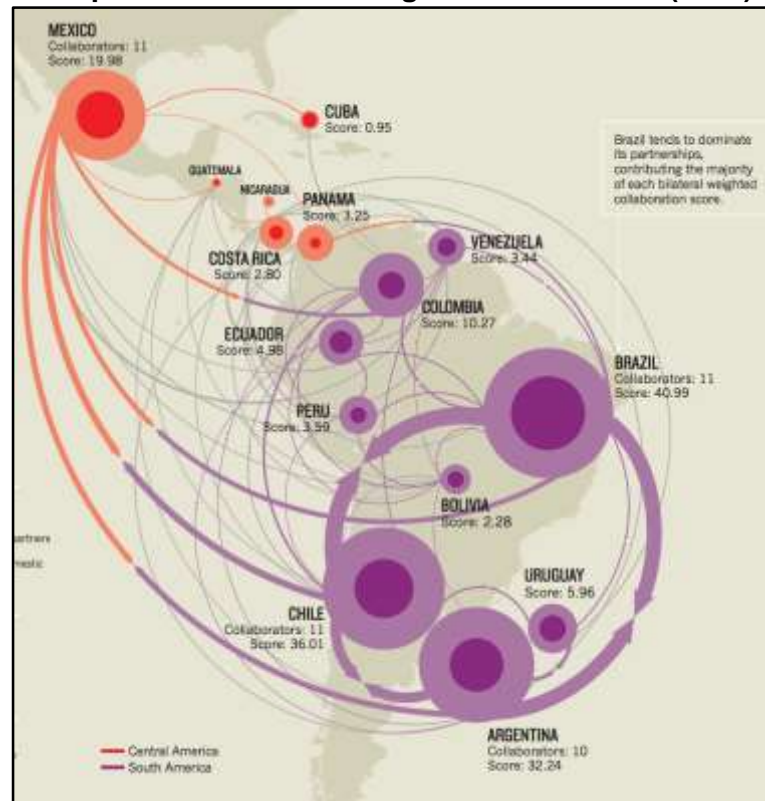 MEXICO
Collaborators: 11
Score: 19.98
CUBA
Score: 0.95
Brazil tends to dominate
its partnerships,
contributing the majority
of each bilateral weighted
collaboration score.
GUATEMALA
NICARAGUA
PANAMA
Score: 3.25
COSTA RICA
Score: 2.80
VENEZUELA
Score: 3.44
COLOMBIA
Score: 10.27
ECUADOR
Score: 4.98
BRAZIL
Collaborators: 11
Score: 40.99
PERU
Score: 3.59
BOLIVIA
Score: 2.28
URUGUAY
Score: 5.96
CHILE
Collaborators: 11
Score: 36.01
ARGENTINA
Collaborators: 10
Score: 32.24
Central America
South America